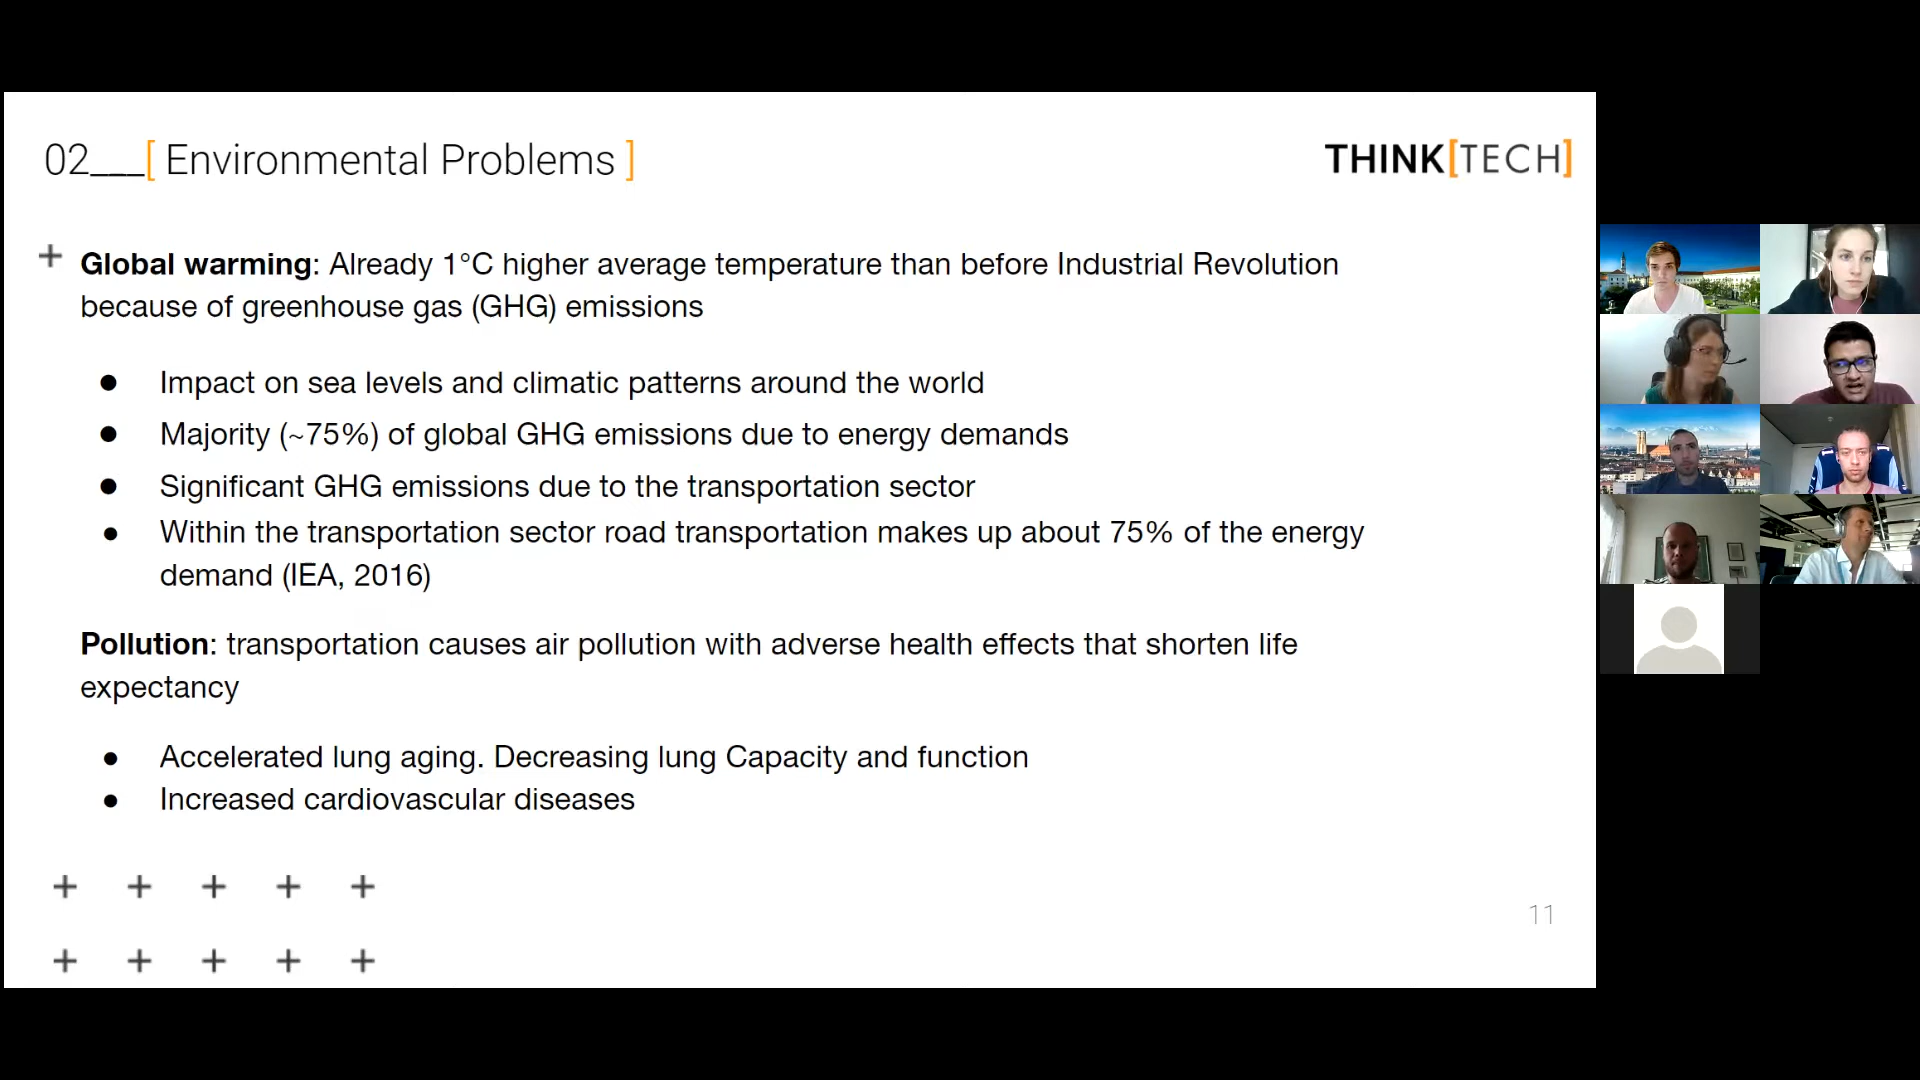 02___[ Environmental Problems ]
THINK[TECH]
Global warming: Already 1°C higher average temperature than before Industrial Revolution
because of greenhouse gas (GHG) emissions
● Impact on sea levels and climatic patterns around the world
● Majority (~75%) of global GHG emissions due to energy demands
● Significant GHG emissions due to the transportation sector
● Within the transportation sector road transportation makes up about 75% of the energy
demand (IEA, 2016)
Pollution: transportation causes air pollution with adverse health effects that shorten life
expectancy
● Accelerated lung aging. Decreasing lung Capacity and function
● Increased cardiovascular diseases
11